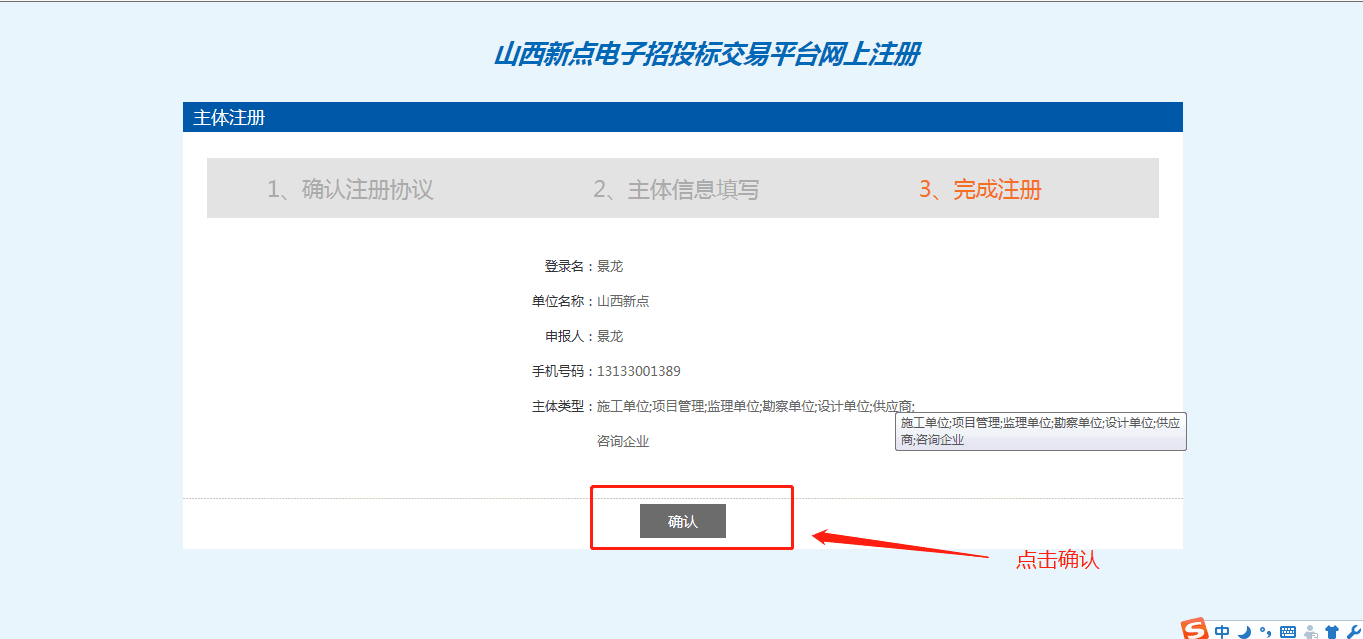 山西新点电子招投标交易平台网上注册
主体注册
1、确认注册协议
2、主体信息填写
3、完成注册
登录名：景龙
单位名称：山西新点
申报人：景龙
手机号码：13133001389
主体类型：施工单位;项目管理;监理单位;勘察单位;设计单位;供应商;
咨询企业
施工单位;项目管理;监理单位;勘察单位;设计单位;供应
商;咨询企业
确认
点击确认
S
中